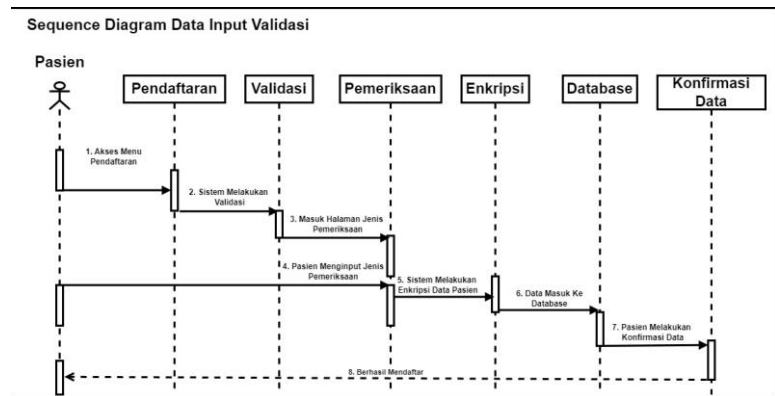 Sequence Diagram Data Input Validasi
Pasien
Pendaftaran
Validasi
Pemeriksaan
Enkripsi
Database
Konfirmasi
Data
1. Akses Menu
Pendaftaran
2. Sistem Melakukan
Validasi
3. Masuk Halaman Jenis
Pemeriksaan
4. Pasien Menginput Jenis
Pemeriksaan
5. Sistem Melakukan
Enkripsi Data Pasien
6. Data Masuk Ke
Database
7. Pasien Melakukan
Konfirmasi Data
8. Berhasil Mendaftar